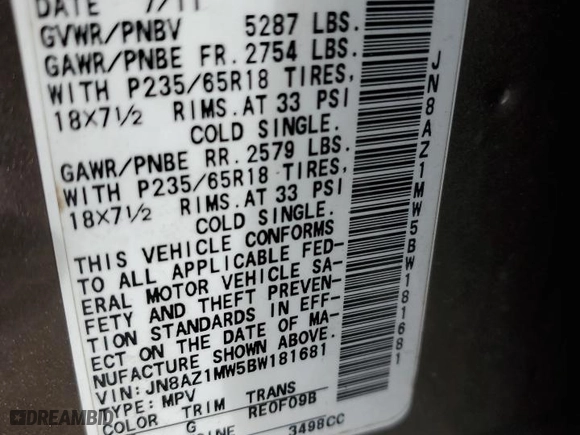 DATE 7/11
GVWR/PNBV 5287 LBS.
GAWR/PNBE FR. 2754 LBS.
WITH P235/65R18 TIRES,
18X7½ RIMS. AT 33 PSI
COLD SINGLE.
GAWR/PNBE RR. 2579 LBS.
WITH P235/65R18 TIRES,
18X7½ RIMS. AT 33 PSI
COLD SINGLE.
THIS VEHICLE CONFORMS
TO ALL APPLICABLE FED-
ERAL MOTOR VEHICLE SA-
FETY AND THEFT PREVEN-
TION STANDARDS IN EFF-
ECT ON THE DATE OF MA-
NUFACTURE SHOWN ABOVE.
VIN: JN8AZ1MW5BW181681
TYPE: MPV
COLOR TRIM TRANS
G RE0F09B
3498CC
JN8AZ1MW5BW181681
DREAMBID